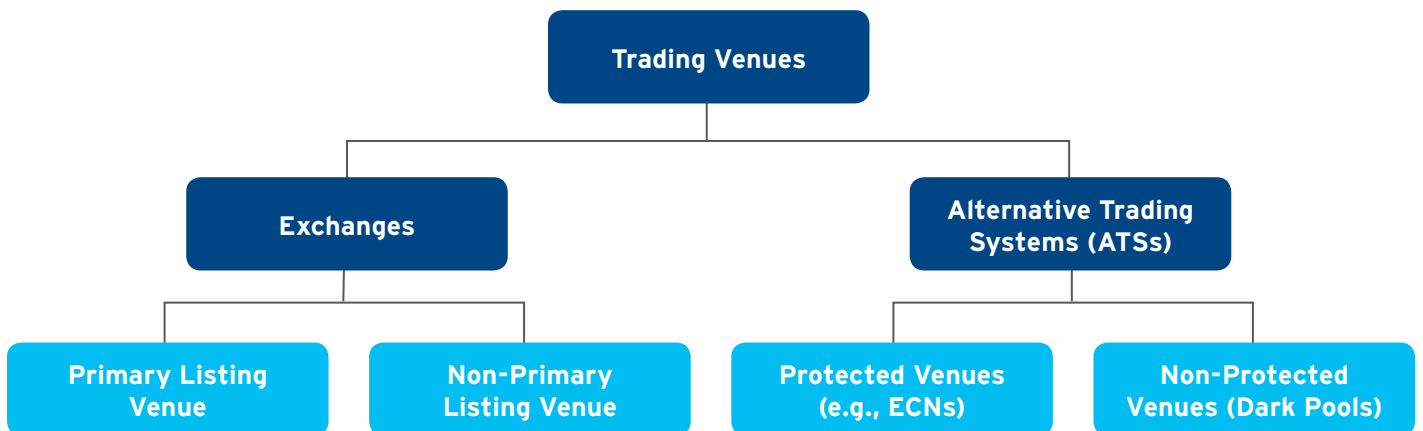 Trading Venues
Exchanges
Alternative Trading
Systems (ATSs)
Primary Listing
Venue
Non-Primary
Listing Venue
Protected Venues
(e.g., ECNs)
Non-Protected
Venues (Dark Pools)